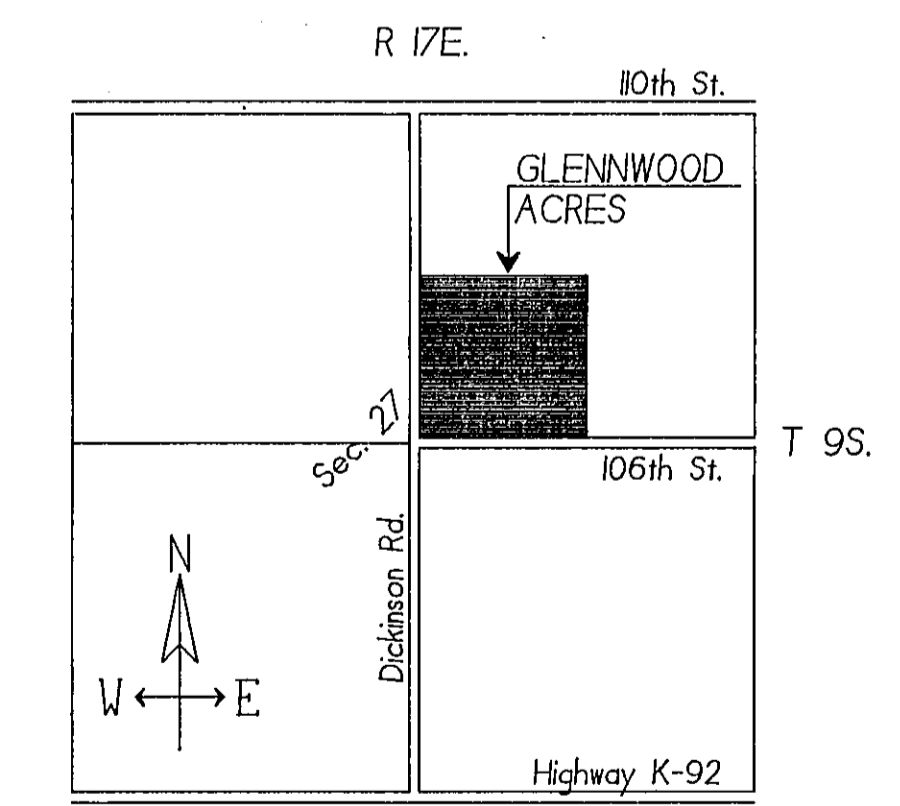 R 17E.
110th St.
GLENNWOOD
ACRES
Sec. 27
T 9S.
106th St.
Dickinson Rd.
N
W E
Highway K-92